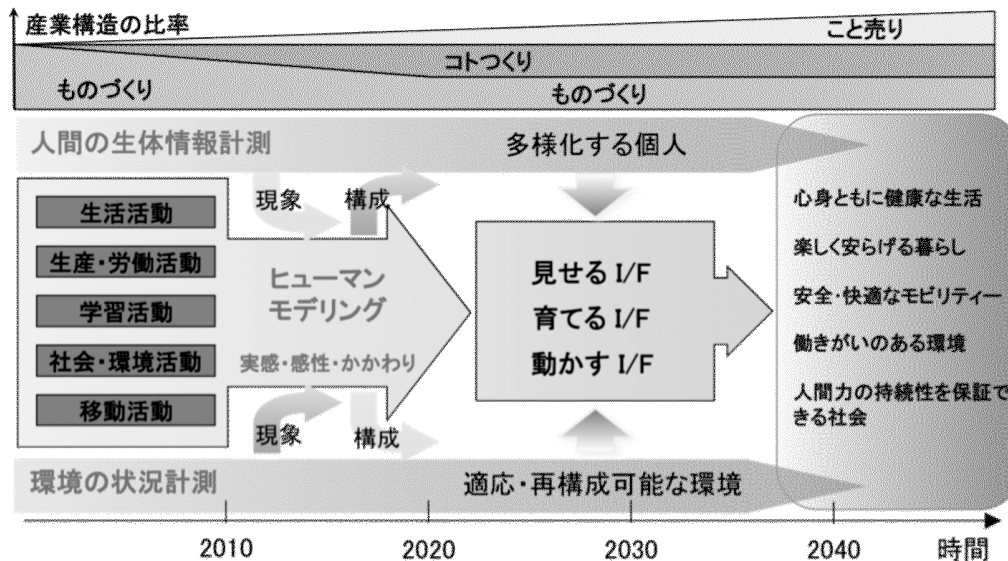 産業構造の比率
こと売り
コトつくり
ものづくり
ものづくり
人間の生体情報計測
多様化する個人
現象
構成
生活活動
生産・労働活動
学習活動
社会・環境活動
移動活動
ヒューマン
モデリング
実感・感性・かかわり
見せる I/F
育てる I/F
動かす I/F
心身ともに健康な生活
楽しく安らげる暮らし
安全・快適なモビリティー
働きがいのある環境
人間力の持続性を保証で
きる社会
現象
構成
環境の状況計測
適応・再構成可能な環境
2010
2020
2030
2040
時間